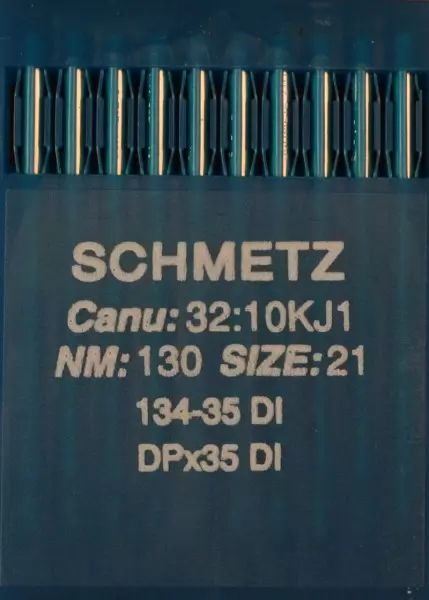 SCHMETZ
Canu: 32:10KJ1
NM: 130 SIZE: 21
134-35 DI
DPx35 DI